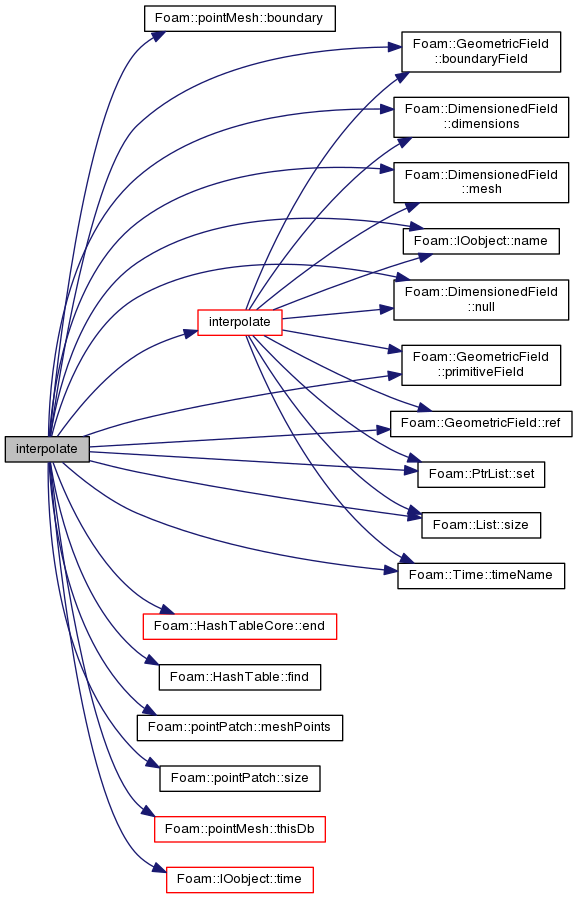 Foam::pointMesh::boundary
Foam::GeometricField
::boundaryField
Foam::DimensionedField
::dimensions
Foam::DimensionedField
::mesh
Foam::IOobject::name
Foam::DimensionedField
::null
interpolate
Foam::GeometricField
::primitiveField
Foam::GeometricField::ref
interpolate
Foam::PtrList::set
Foam::List::size
Foam::Time::timeName
Foam::HashTableCore::end
Foam::HashTable::find
Foam::pointPatch::meshPoints
Foam::pointPatch::size
Foam::pointMesh::thisDb
Foam::IOobject::time